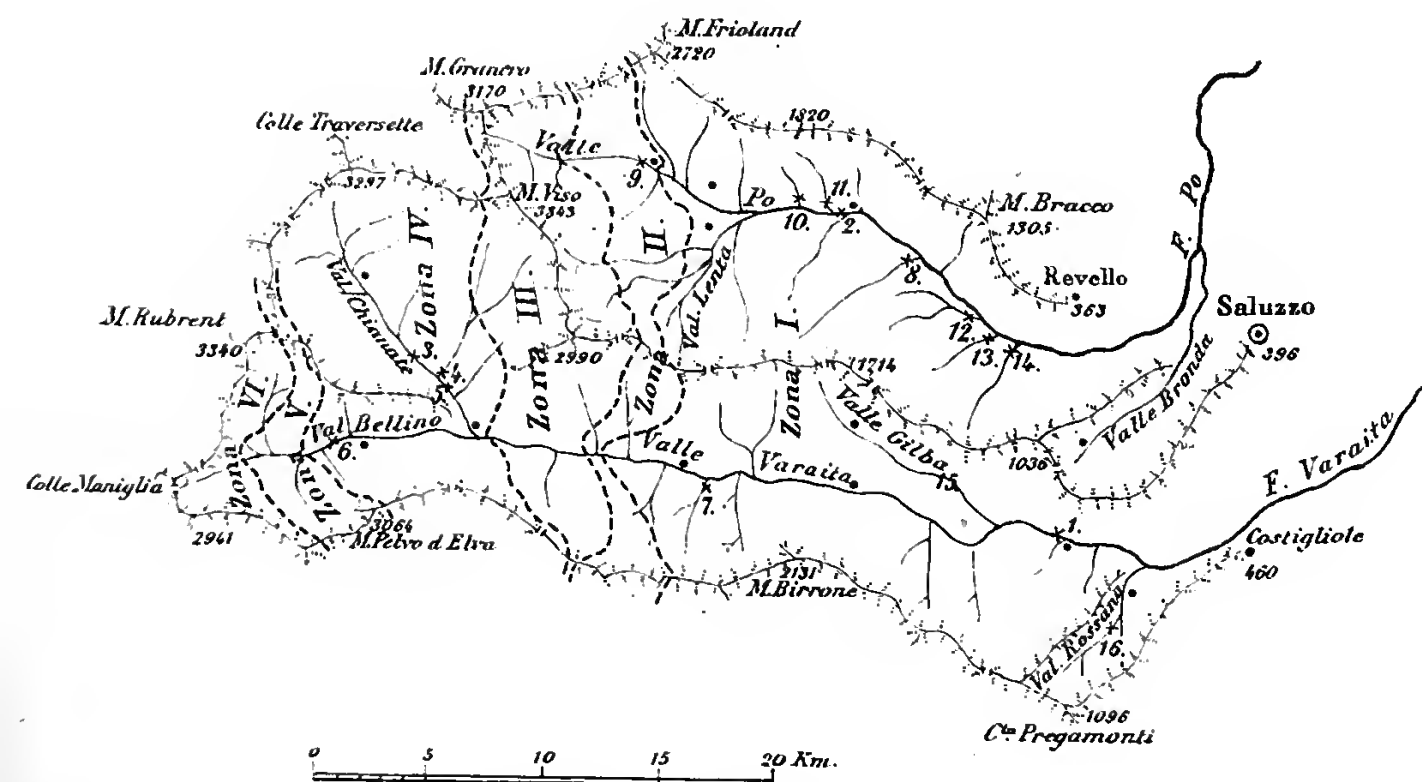 M. Frioland
2720
M. Granero
3170
Colle Traversette
3297
1820
Valle Po
9.
M. Viso
3843
10.
11.
2.
M. Bracco
1305
F. Po
Revello
363
Saluzzo
396
8.
12.
13.
14.
Zona IV.
Zona III.
Zona II.
Zona I.
Val. Lenta
Val. Chianale
M. Rubrent
3340
2990
1714
Valle Gilba
Valle Bronda
1036
Zona VI
Zona V.
Val Bellino
6.
Valle Varaita
7.
15.
1.
F. Varaita
Colle Maniglia
2941
3064
M. Pelvo d Elva
2131
M. Birrone
Costigliole
460
Val. Rossana
16.
1096
C.ta Pregamonti
0 5 10 15 20 Km.